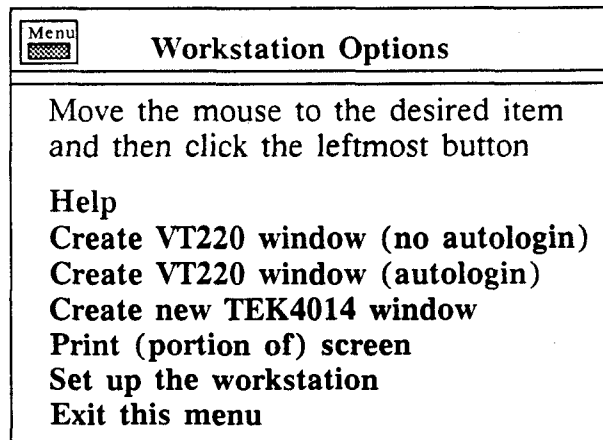 Menu
Workstation Options
Move the mouse to the desired item
and then click the leftmost button
Help
Create VT220 window (no autologin)
Create VT220 window (autologin)
Create new TEK4014 window
Print (portion of) screen
Set up the workstation
Exit this menu